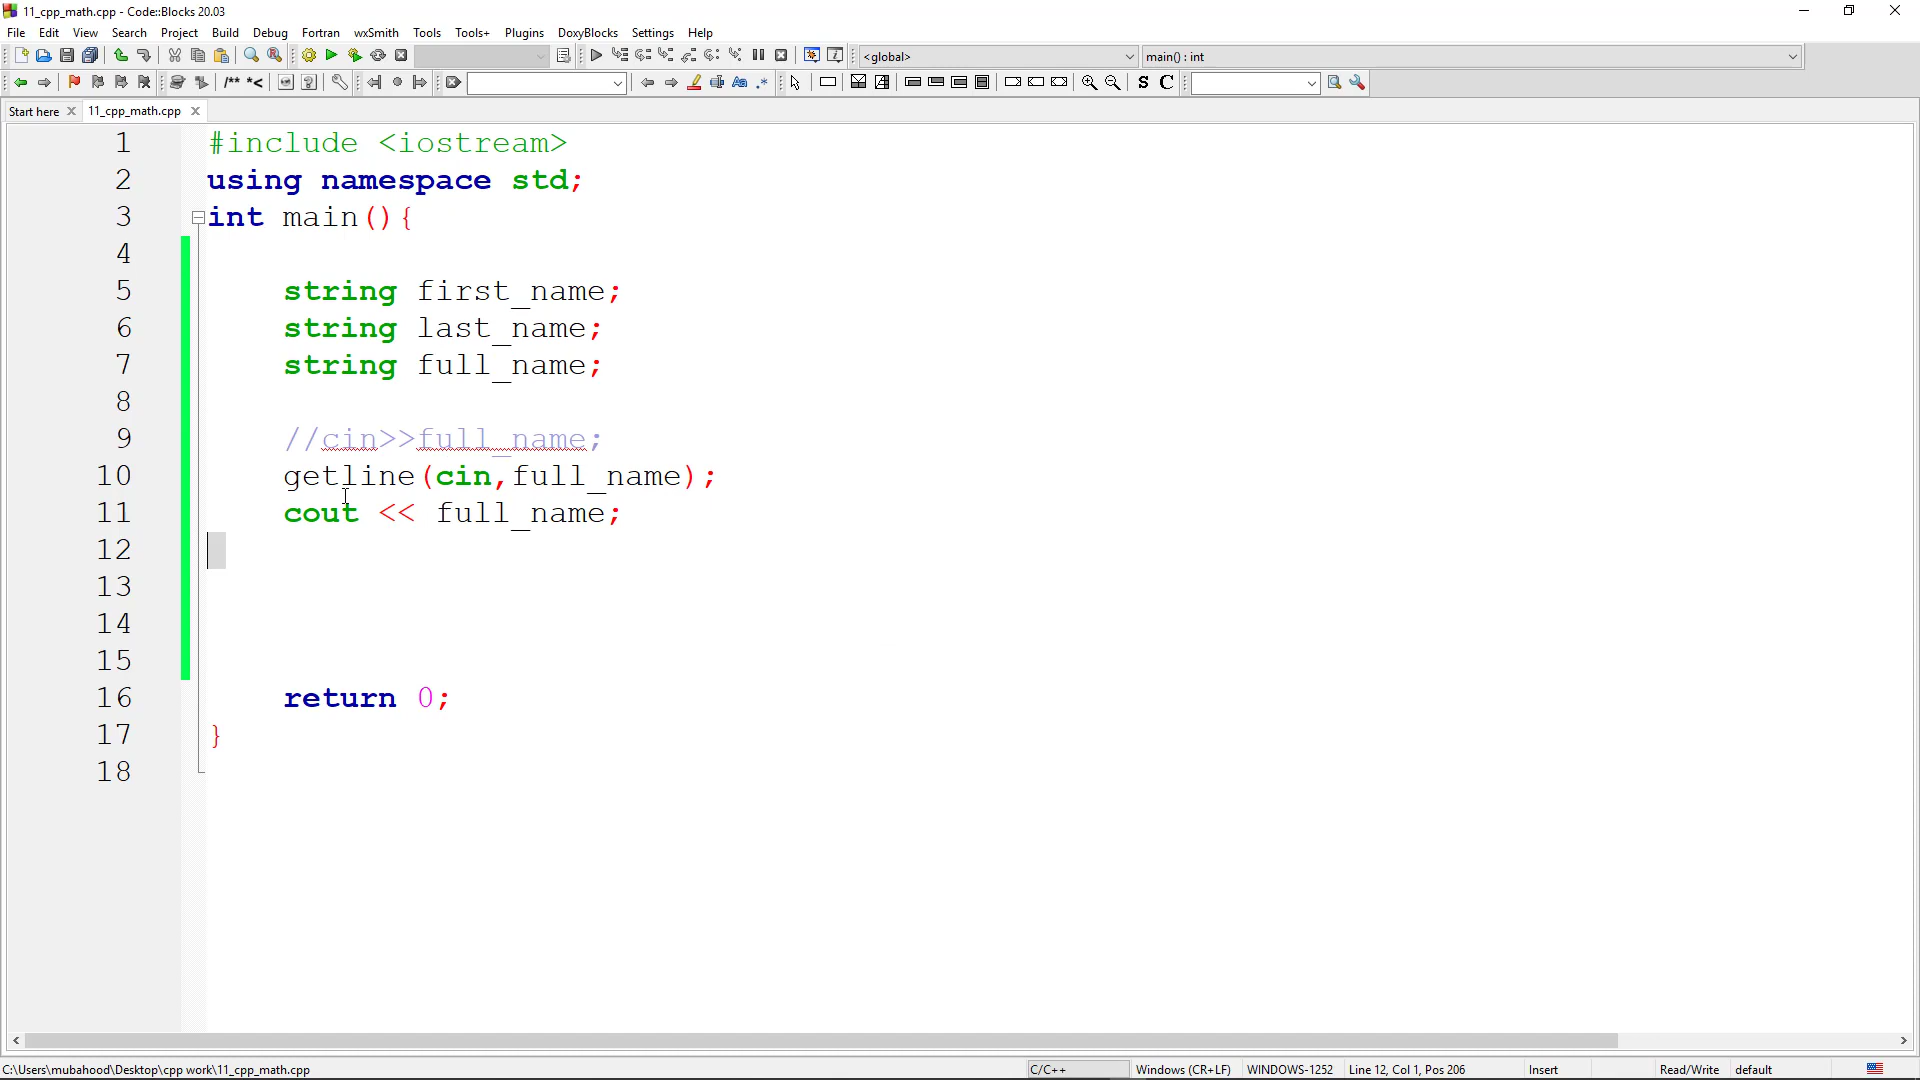 11_cpp_math.cpp - Code::Blocks 20.03
File Edit View Search Project Build Debug Fortran wxSmith Tools Tools+ Plugins DoxyBlocks Settings Help
<global> main() : int
/** *< S C
Start here 11_cpp_math.cpp
1 #include <iostream>
2 using namespace std;
3 int main(){
4
5 string first_name;
6 string last_name;
7 string full_name;
8
9 //cin>>full_name;
10 getline(cin,full_name);
11 cout << full_name;
12
13
14
15
16 return 0;
17 }
18
C:\Users\mubahood\Desktop\cpp work\11_cpp_math.cpp C/C++ Windows (CR+LF) WINDOWS-1252 Line 12, Col 1, Pos 206 Insert Read/Write default